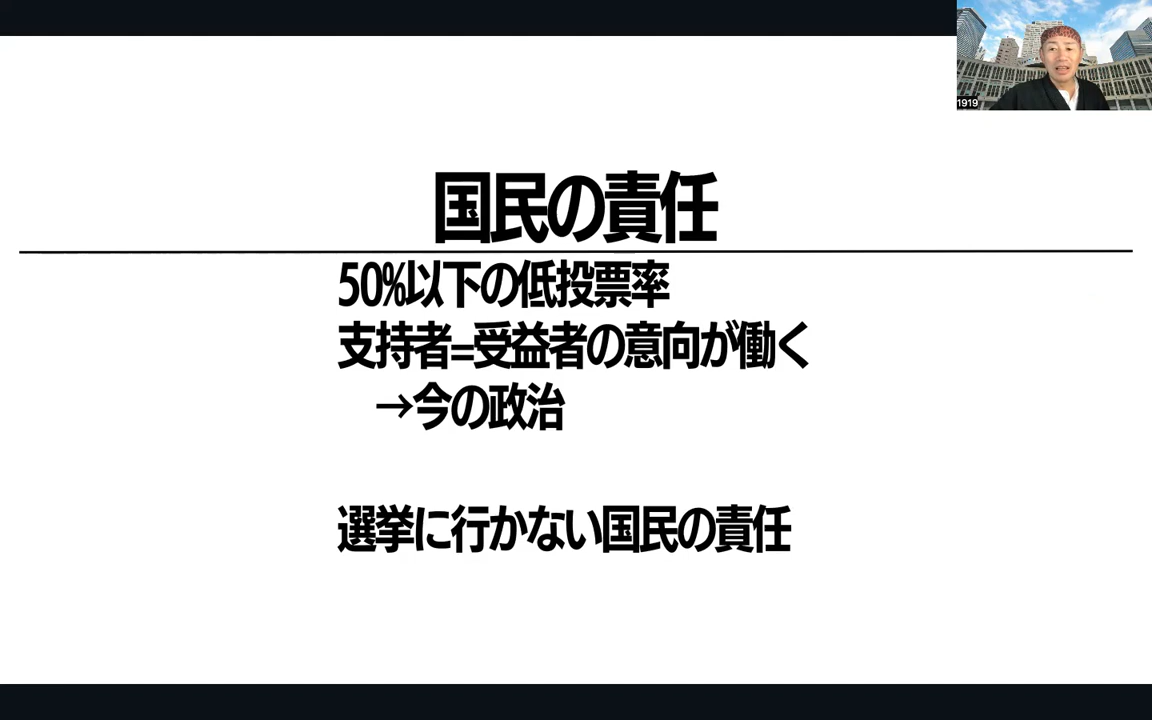 1919
国民の責任
50%以下の低投票率
支持者=受益者の意向が働く
→今の政治
選挙に行かない国民の責任